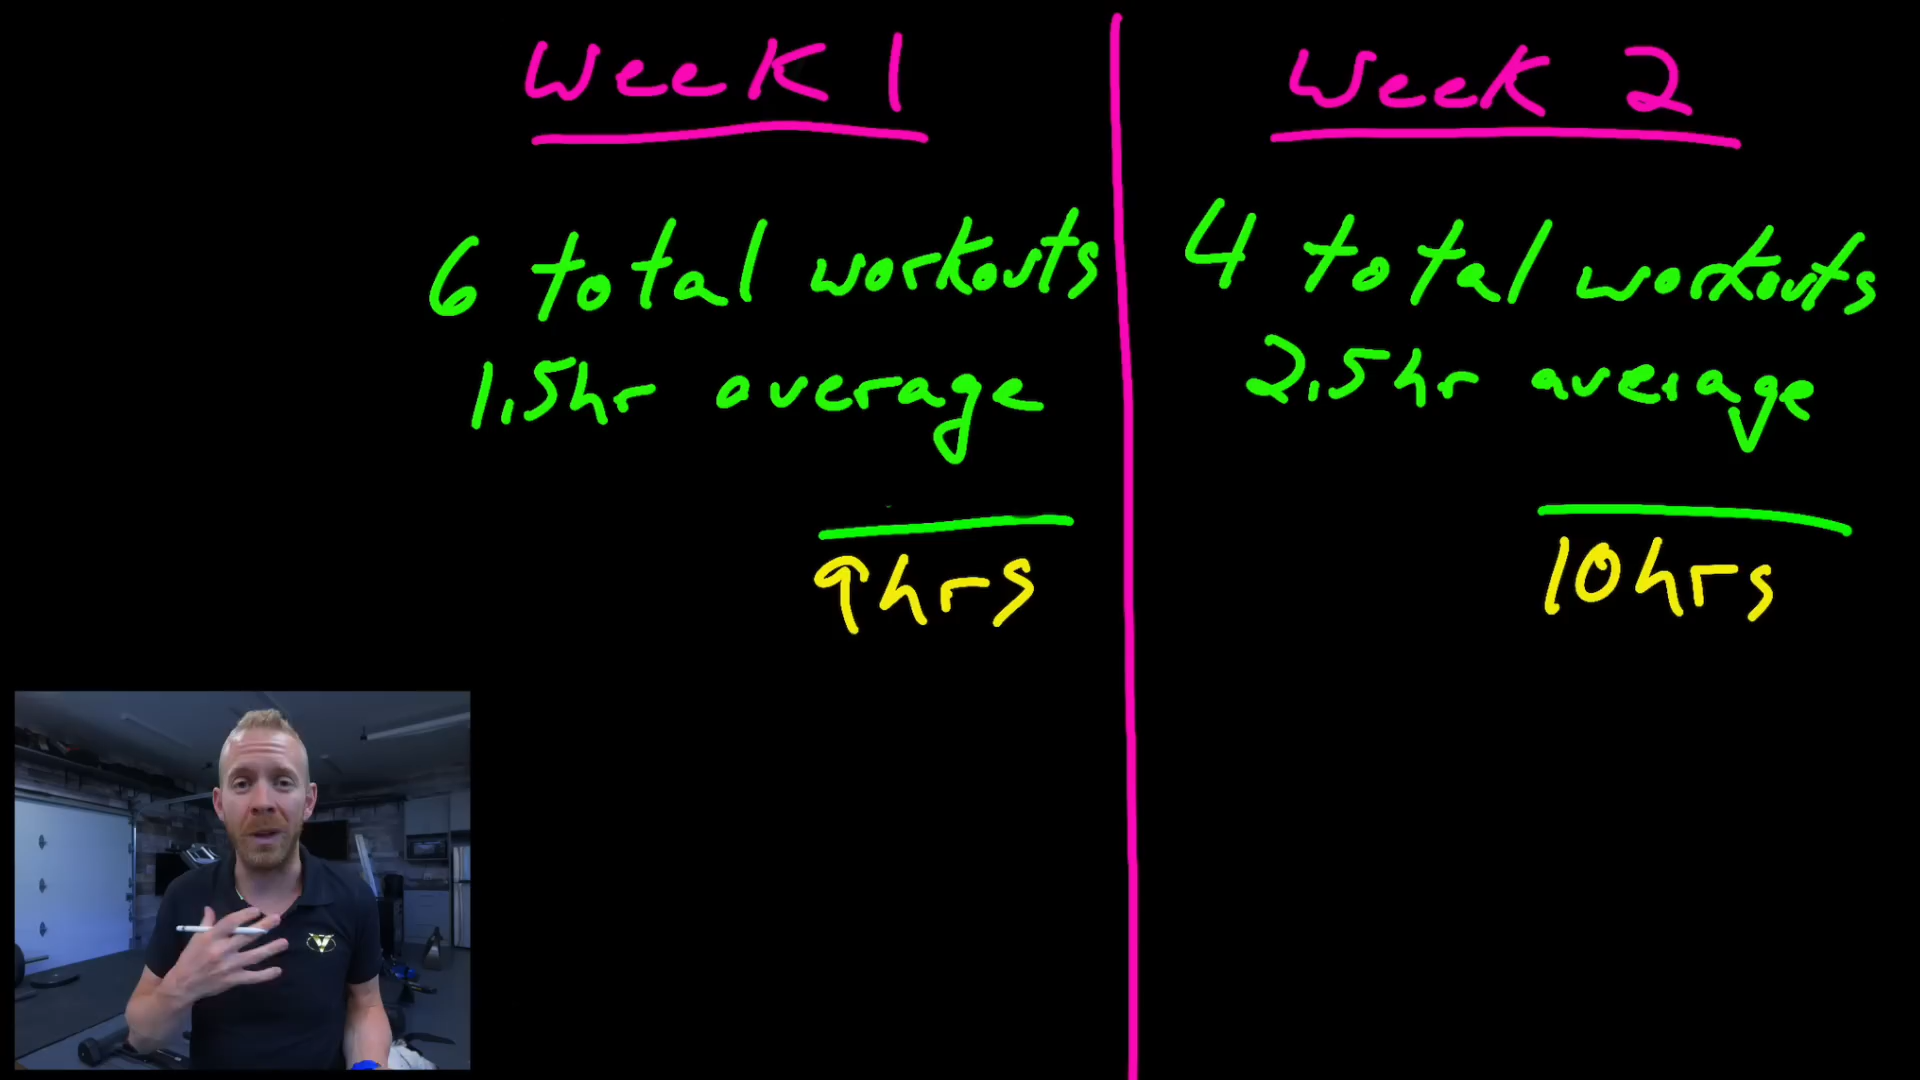 Week 1
6 total workouts
1.5hr average
9hrs
Week 2
4 total workouts
2.5hr average
10hrs